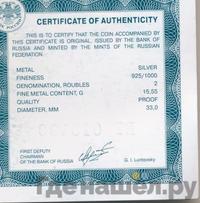 CERTIFICATE OF AUTHENTICITY
THIS IS TO CERTIFY THAT THE COIN ACCOMPANIED BY
THIS CERTIFICATE IS ORIGINAL, ISSUED BY THE BANK OF
RUSSIA AND MINTED BY THE MINTS OF THE RUSSIAN
FEDERATION.
METAL SILVER
FINENESS 925/1000
DENOMINATION, ROUBLES 2
FINE METAL CONTENT, G 15,55
QUALITY PROOF
DIAMETER, MM 33,0
FIRST DEPUTY
CHAIRMAN
OF THE BANK OF RUSSIA G. I. Luntovsky
где нашел.ру